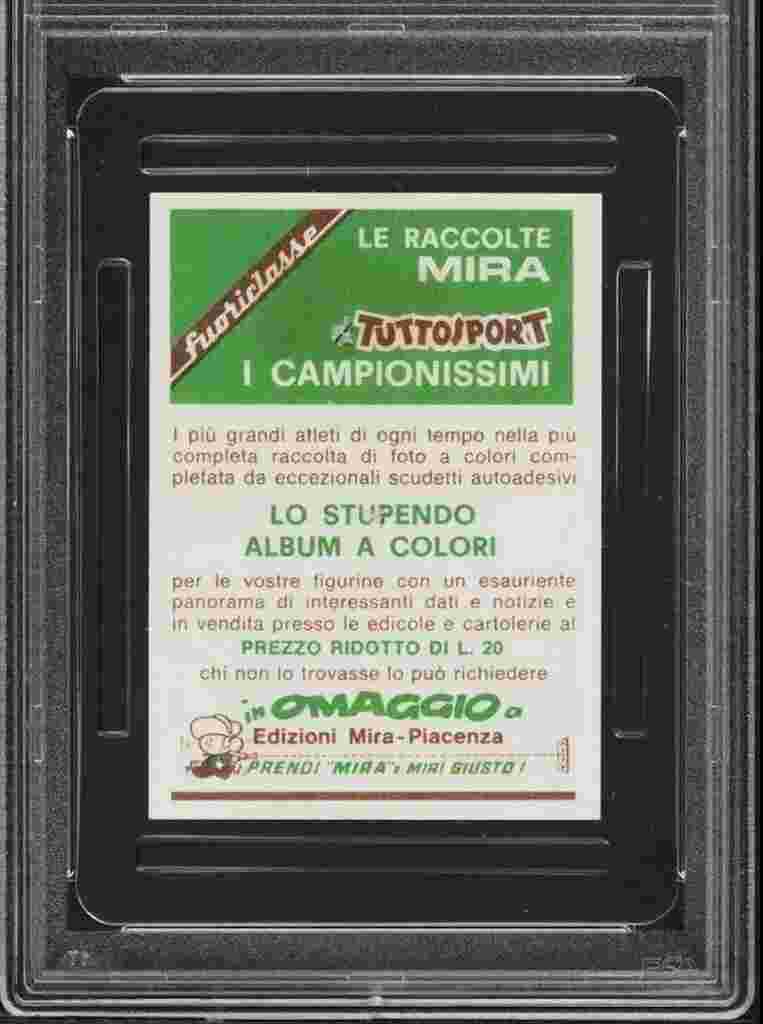 fuoriclasse
LE RACCOLTE
MIRA
TUTTOSPORT
I CAMPIONISSIMI
I più grandi atleti di ogni tempo nella più
completa raccolta di foto a colori com-
pletata da eccezionali scudetti autoadesivi
LO STUPENDO
ALBUM A COLORI
per le vostre figurine con un esauriente
panorama di interessanti dati e notizie e
in vendita presso le edicole e cartolerie al
PREZZO RIDOTTO DI L. 20
chi non lo trovasse lo può richiedere
in OMAGGIO a
Edizioni Mira-Piacenza
PRENDI "MIRA" e MIRI GIUSTO!
PSA